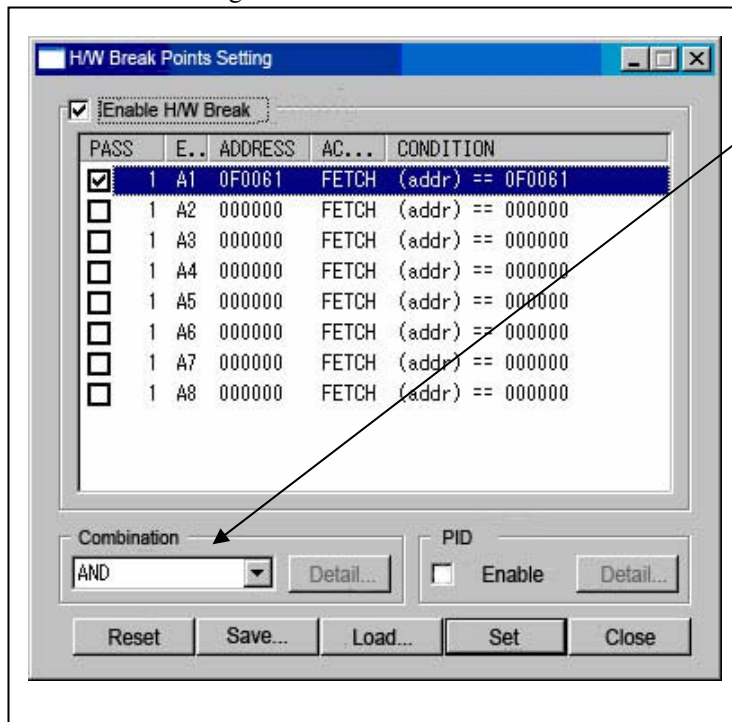 H/W Break Points Setting
Enable H/W Break
PASS E.. ADDRESS AC... CONDITION
1 A1 0F0061 FETCH (addr) == 0F0061
1 A2 000000 FETCH (addr) == 000000
1 A3 000000 FETCH (addr) == 000000
1 A4 000000 FETCH (addr) == 000000
1 A5 000000 FETCH (addr) == 000000
1 A6 000000 FETCH (addr) == 000000
1 A7 000000 FETCH (addr) == 000000
1 A8 000000 FETCH (addr) == 000000
Combination PID
AND Detail... Enable Detail...
Reset Save... Load... Set Close